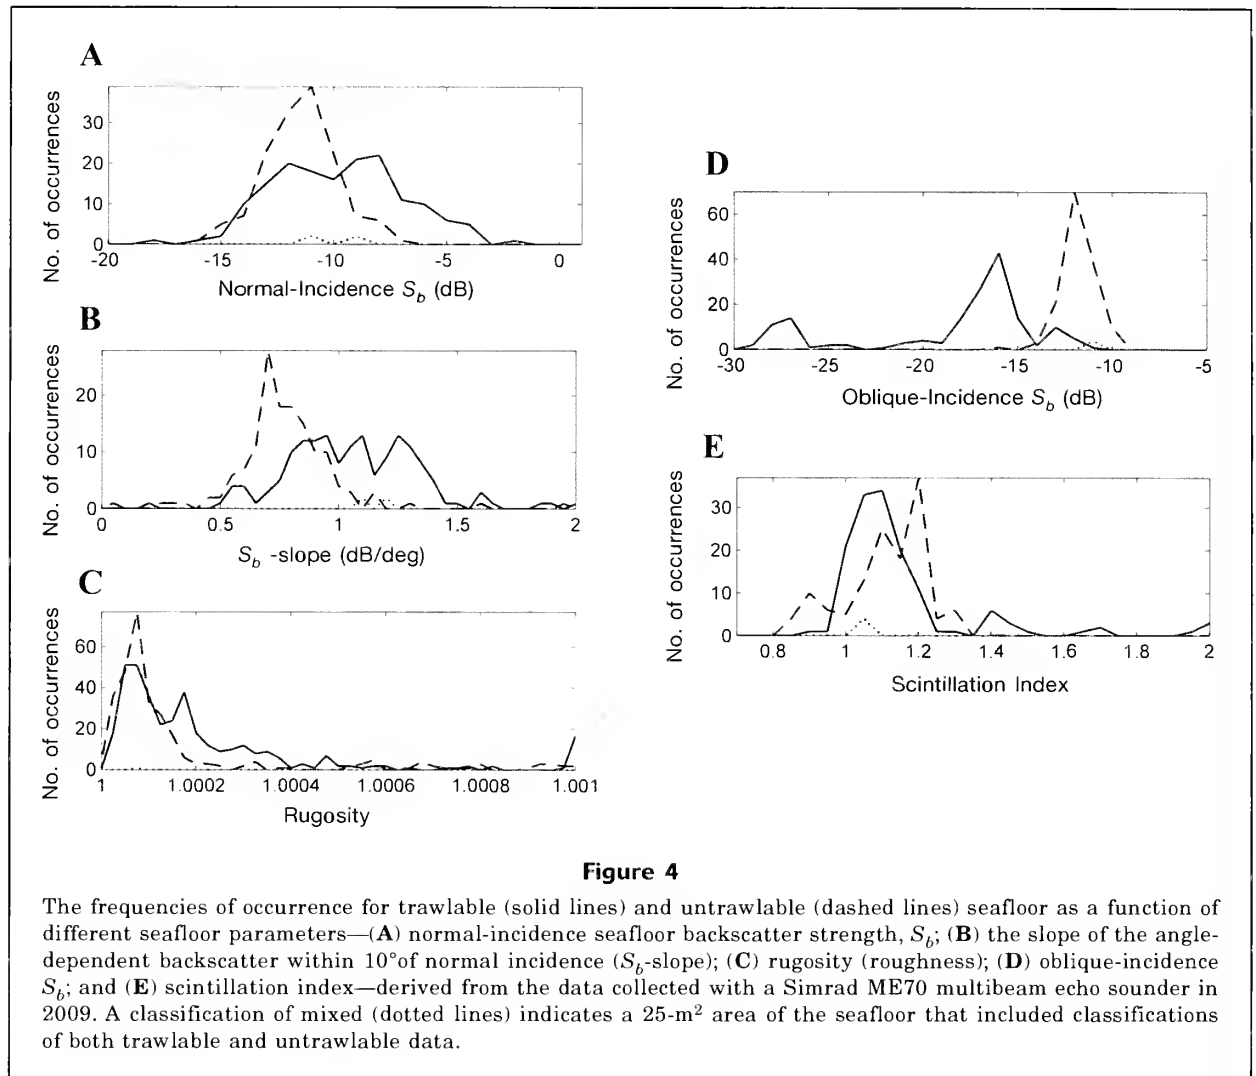 A
No. of occurrences
30
20
10
0
-20
-15
-10
-5
0
Normal-Incidence S_b (dB)
B
No. of occurrences
20
10
0
0
0.5
1
1.5
2
S_b -slope (dB/deg)
C
No. of occurrences
60
40
20
0
1
1.0002
1.0004
1.0006
1.0008
1.001
Rugosity
D
No. of occurrences
60
40
20
0
-30
-25
-20
-15
-10
-5
Oblique-Incidence S_b (dB)
E
No. of occurrences
30
20
10
0
0.8
1
1.2
1.4
1.6
1.8
2
Scintillation Index
Figure 4
The frequencies of occurrence for trawlable (solid lines) and untrawlable (dashed lines) seafloor as a function of
different seafloor parameters—(A) normal-incidence seafloor backscatter strength, S_b; (B) the slope of the angle-
dependent backscatter within 10°of normal incidence (S_b-slope); (C) rugosity (roughness); (D) oblique-incidence
S_b; and (E) scintillation index—derived from the data collected with a Simrad ME70 multibeam echo sounder in
2009. A classification of mixed (dotted lines) indicates a 25-m² area of the seafloor that included classifications
of both trawlable and untrawlable data.